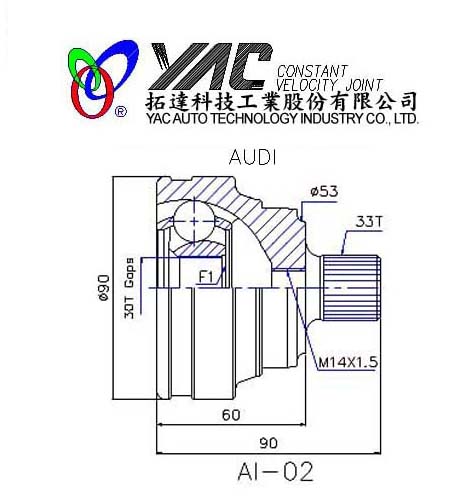 YAC CONSTANT
VELOCITY JOINT
拓達科技工業股份有限公司
® YAC AUTO TECHNOLOGY INDUSTRY CO., LTD.
AUDI
ø53
33T
ø90
30T Gaps
F1
M14X1.5
60
90
AI-02